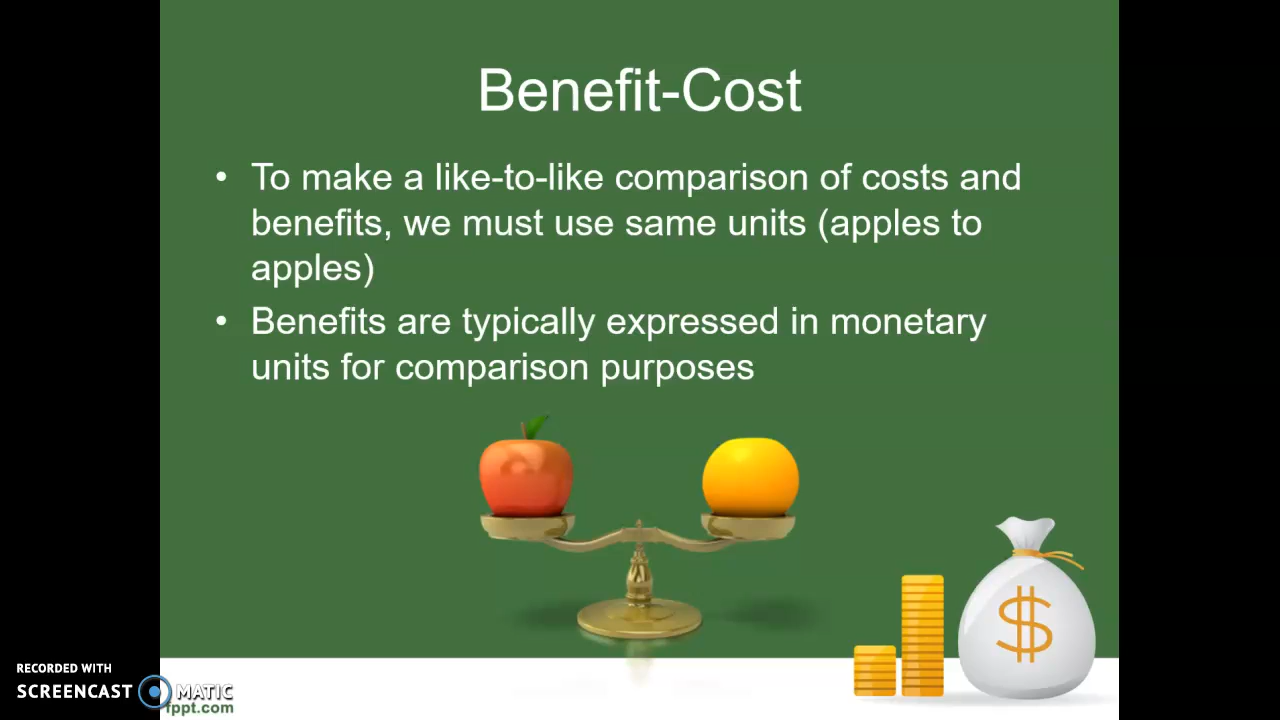 Benefit-Cost
• To make a like-to-like comparison of costs and
benefits, we must use same units (apples to
apples)
• Benefits are typically expressed in monetary
units for comparison purposes
$
RECORDED WITH
SCREENCAST MATIC
fppt.com